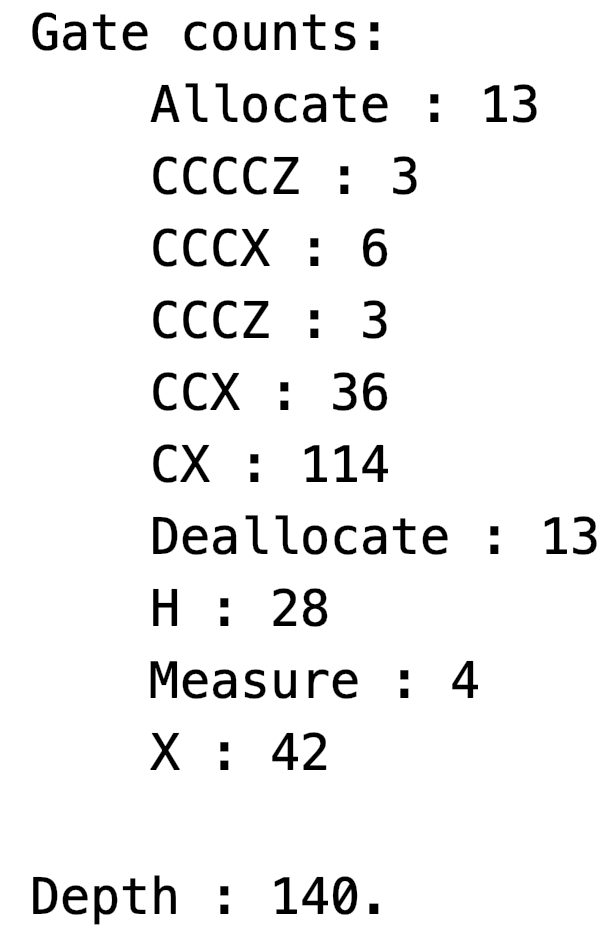 Gate counts:
Allocate : 13
CCCCZ : 3
CCCX : 6
CCCZ : 3
CCX : 36
CX : 114
Deallocate : 13
H : 28
Measure : 4
X : 42
Depth : 140.